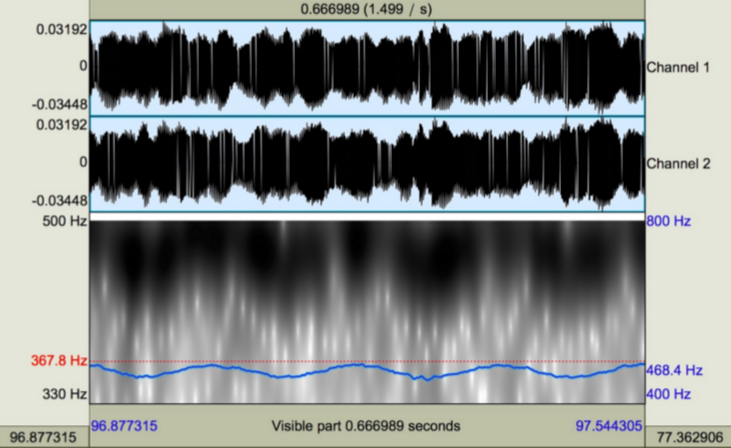 0.666989 (1.499 / s)
0.03192
0
-0.03448
Channel 1
0.03192
0
-0.03448
Channel 2
500 Hz
800 Hz
367.8 Hz
468.4 Hz
330 Hz
400 Hz
96.877315
Visible part 0.666989 seconds
97.544305
96.877315
77.362906